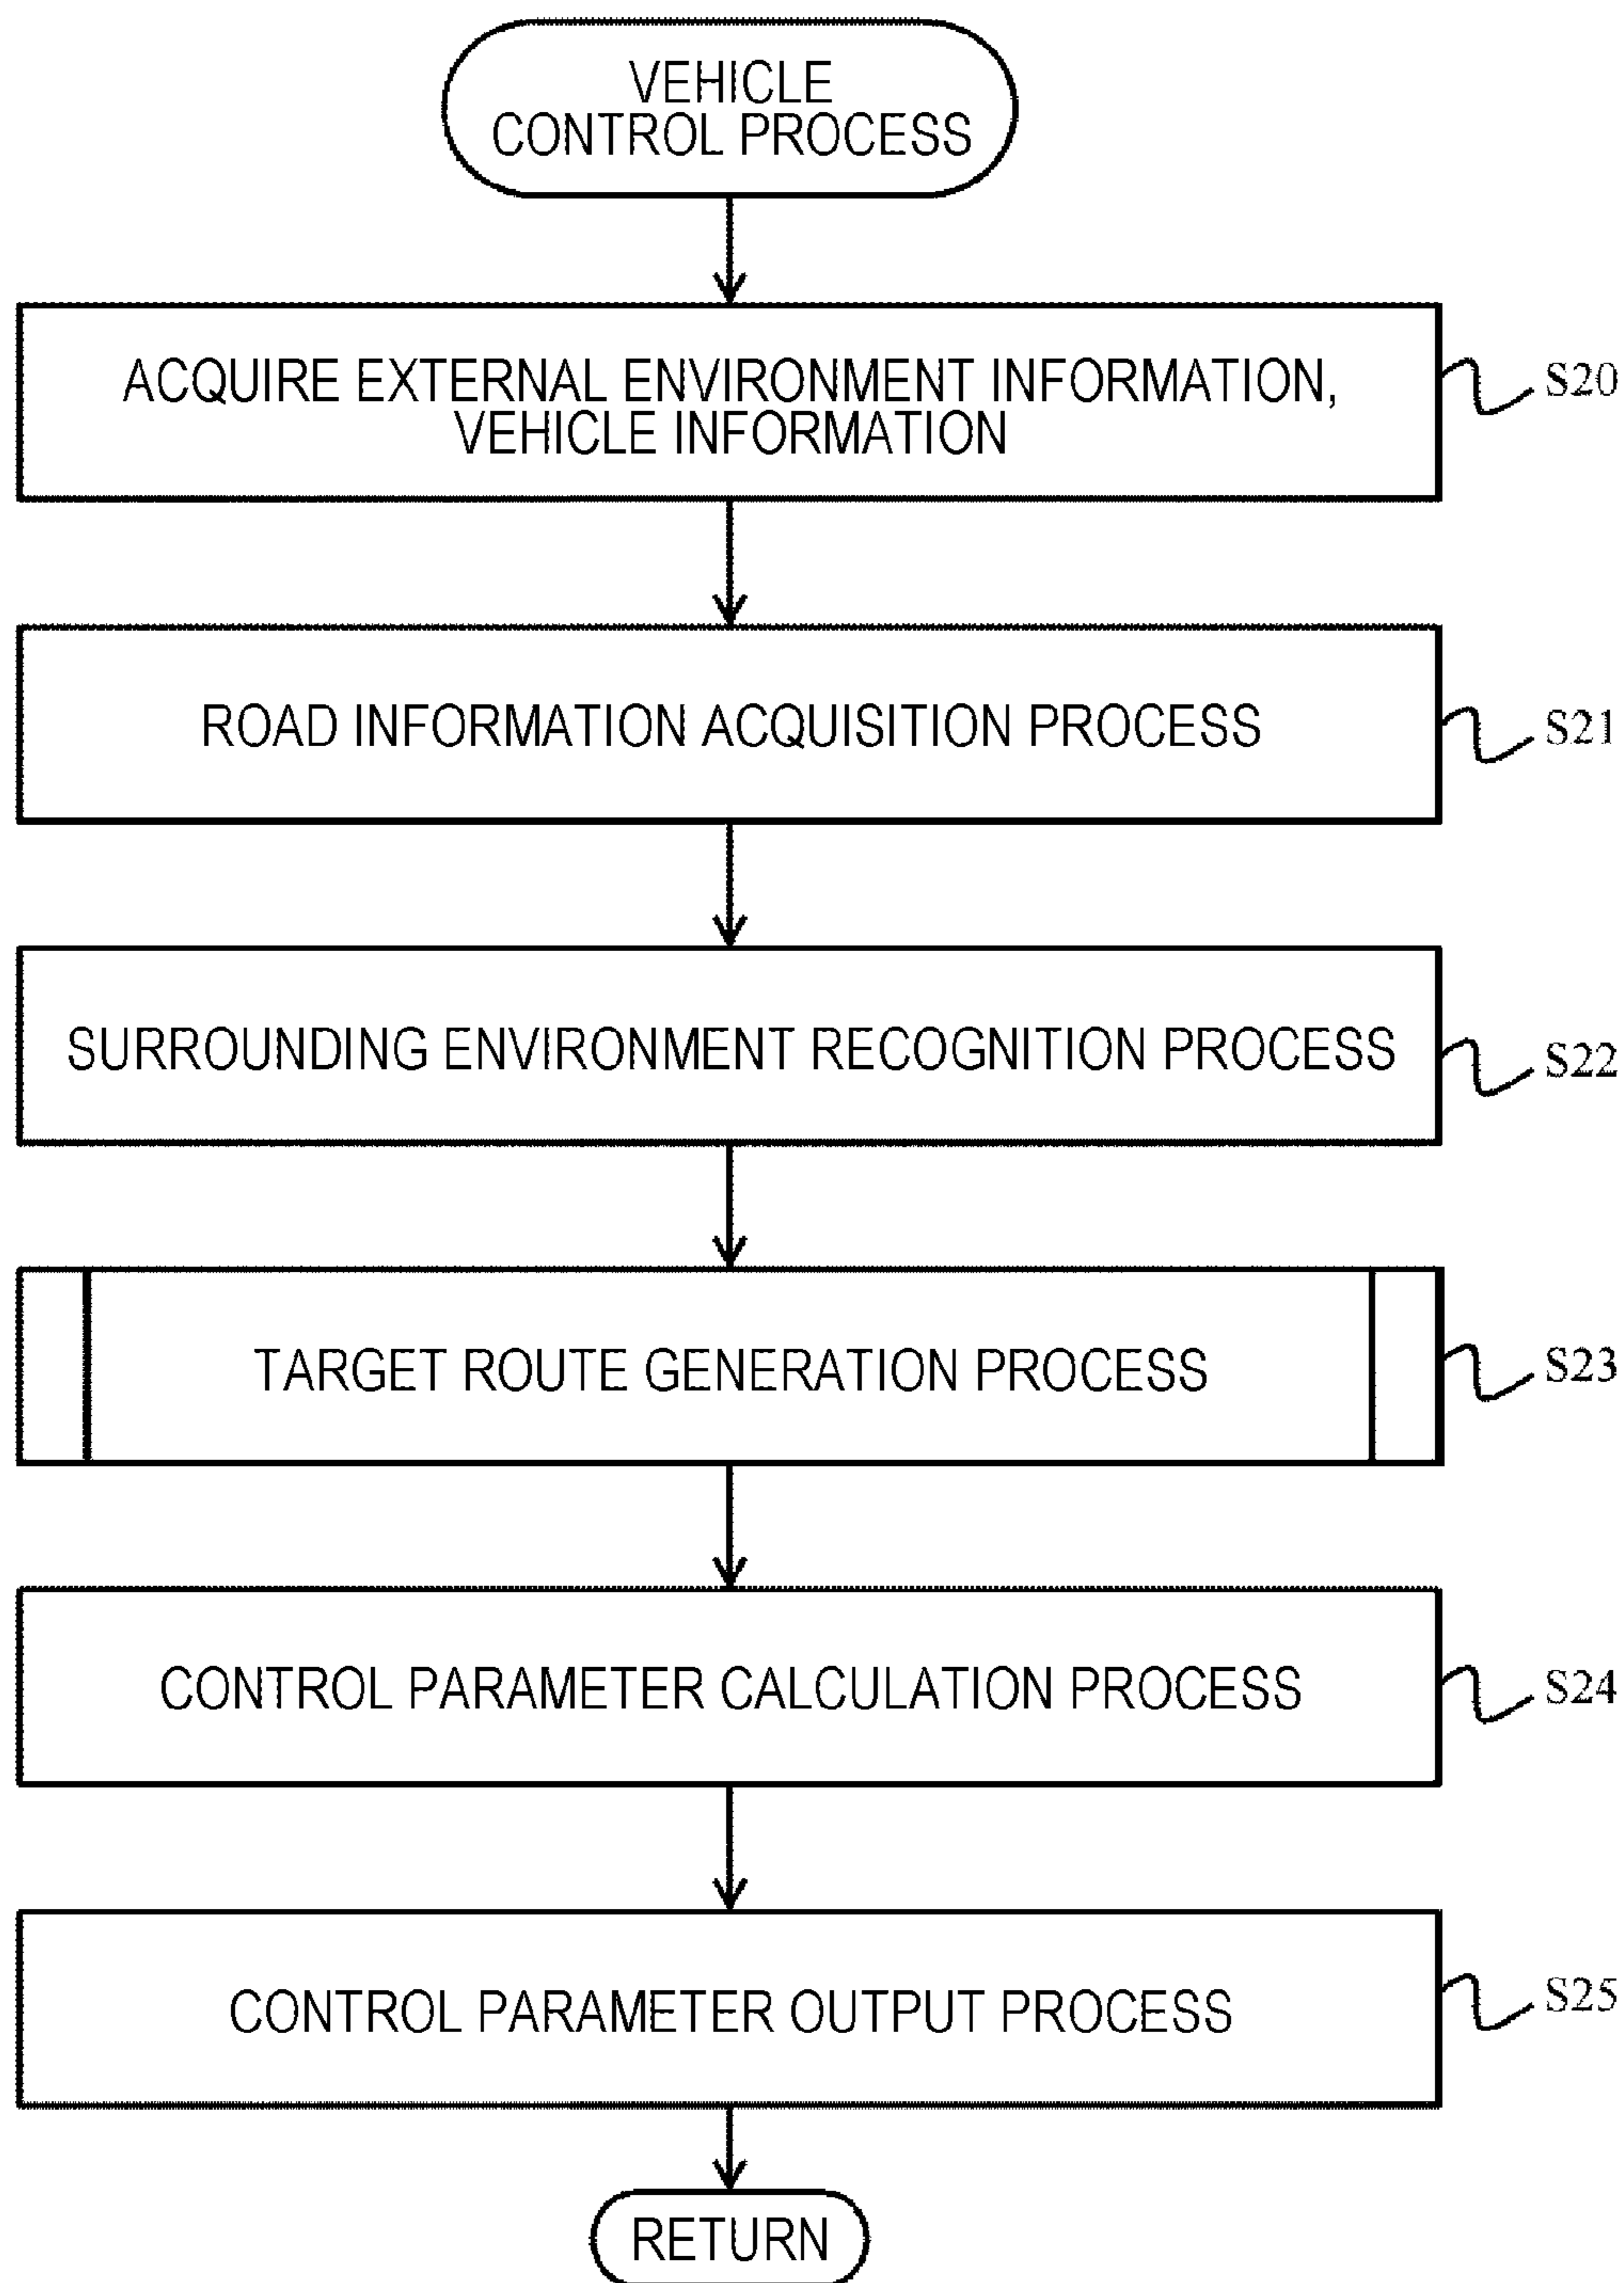 VEHICLE
CONTROL PROCESS
ACQUIRE EXTERNAL ENVIRONMENT INFORMATION,
VEHICLE INFORMATION
S20
ROAD INFORMATION ACQUISITION PROCESS
S21
SURROUNDING ENVIRONMENT RECOGNITION PROCESS
S22
TARGET ROUTE GENERATION PROCESS
S23
CONTROL PARAMETER CALCULATION PROCESS
S24
CONTROL PARAMETER OUTPUT PROCESS
S25
RETURN